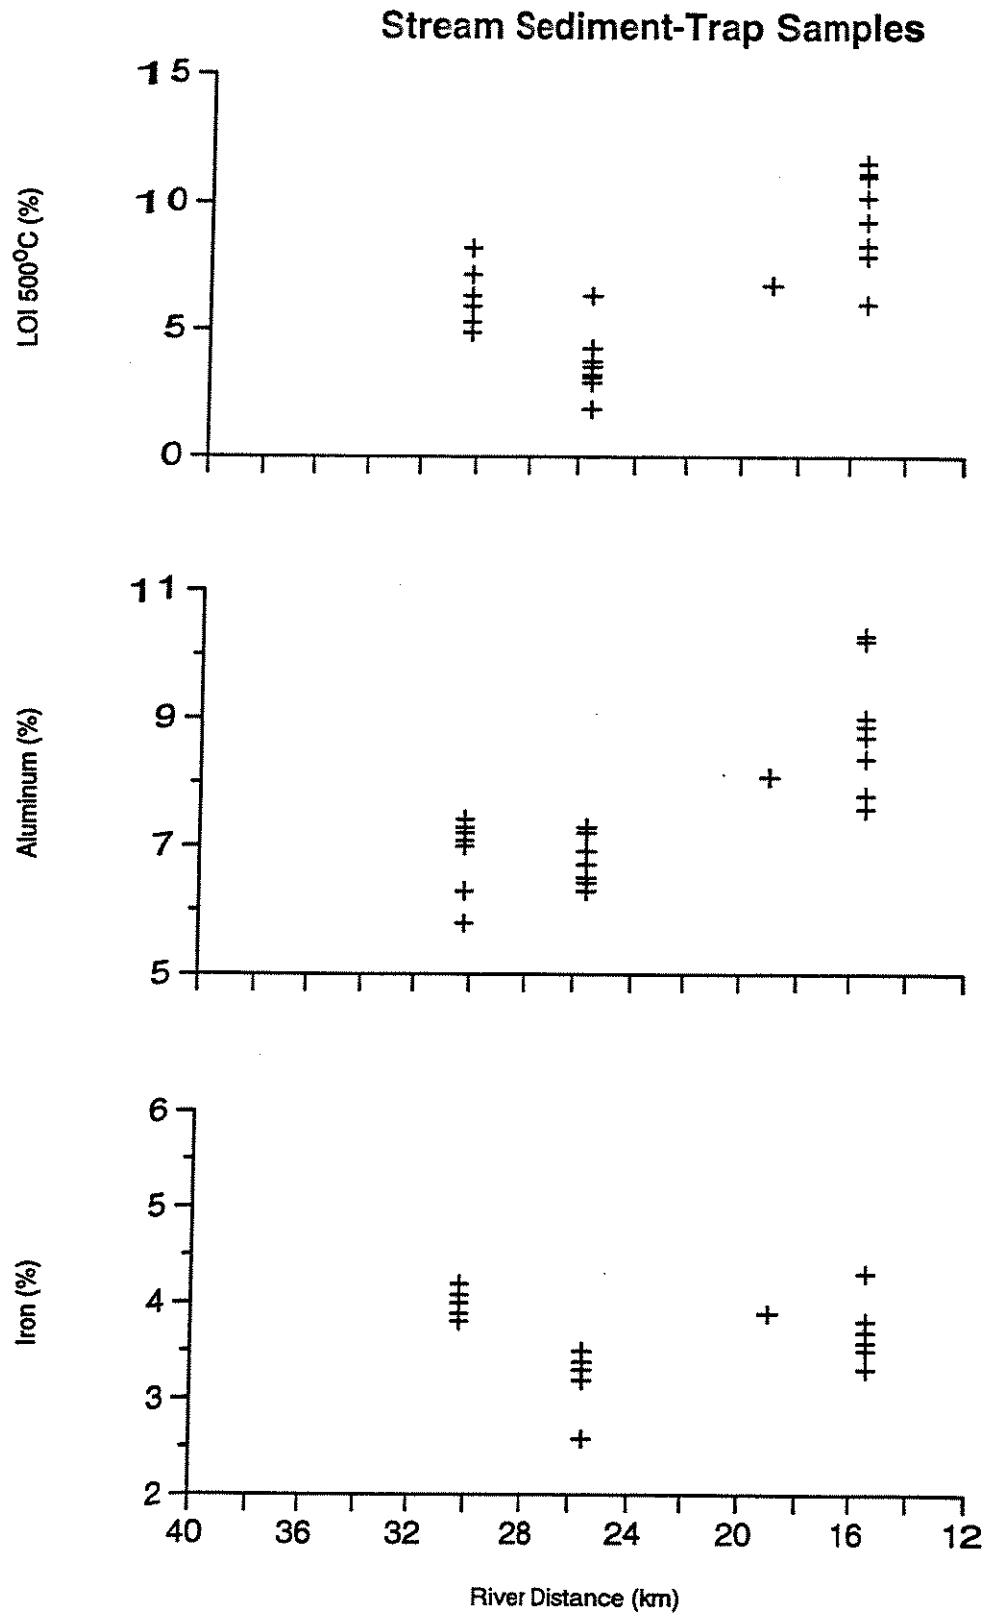 Stream Sediment-Trap Samples
15
10
5
0
LOI 500°C (%)
11
9
7
5
Aluminum (%)
6
5
4
3
2
Iron (%)
40 36 32 28 24 20 16 12
River Distance (km)